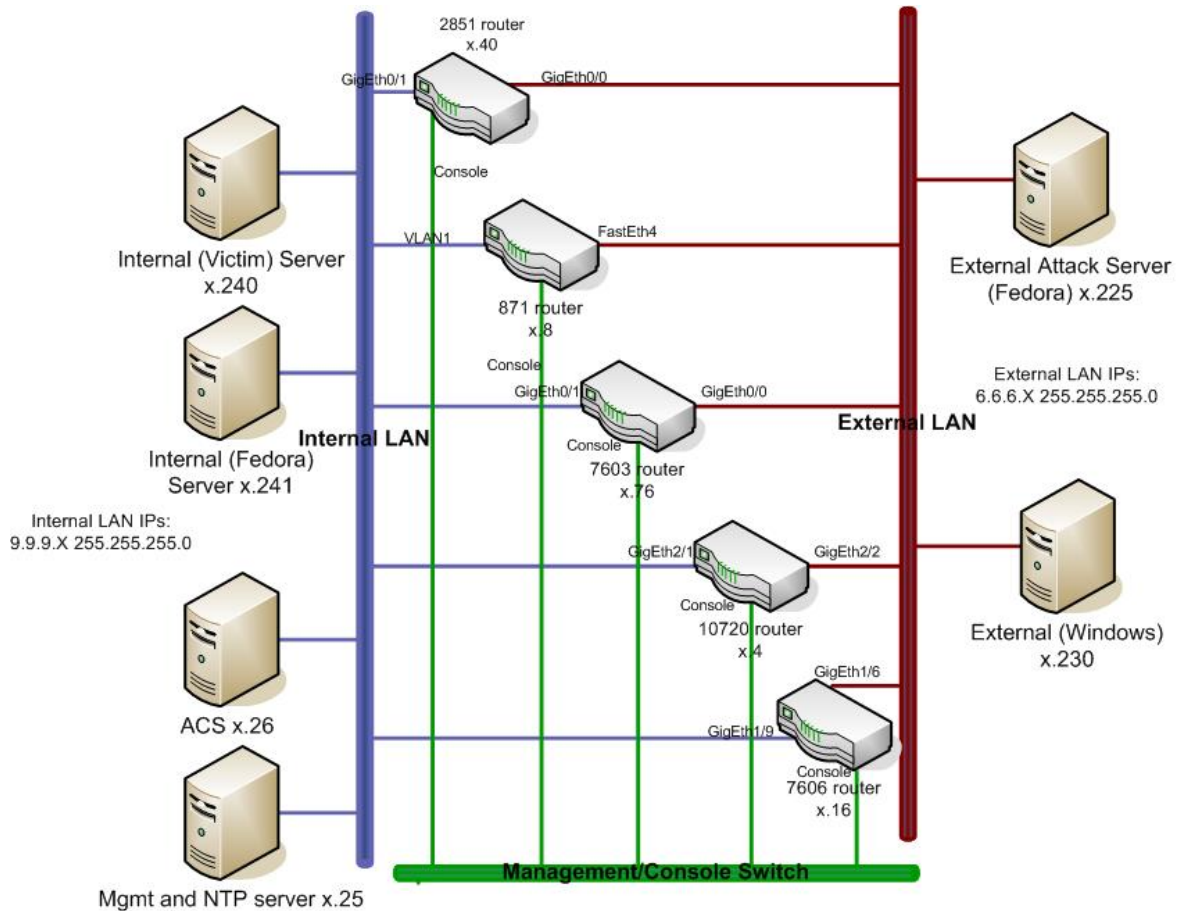 2851 router
x.40
GigEth0/1
GigEth0/0
Console
Internal (Victim) Server
x.240
VLAN1
FastEth4
871 router
x.8
Console
External Attack Server
(Fedora) x.225
GigEth0/1
GigEth0/0
External LAN IPs:
6.6.6.X 255.255.255.0
Internal LAN
External LAN
Console
7603 router
x.76
Internal (Fedora)
Server x.241
Internal LAN IPs:
9.9.9.X 255.255.255.0
GigEth2/1
GigEth2/2
Console
10720 router
x.4
External (Windows)
x.230
GigEth1/6
ACS x.26
GigEth1/9
Console
7606 router
x.16
Management/Console Switch
Mgmt and NTP server x.25